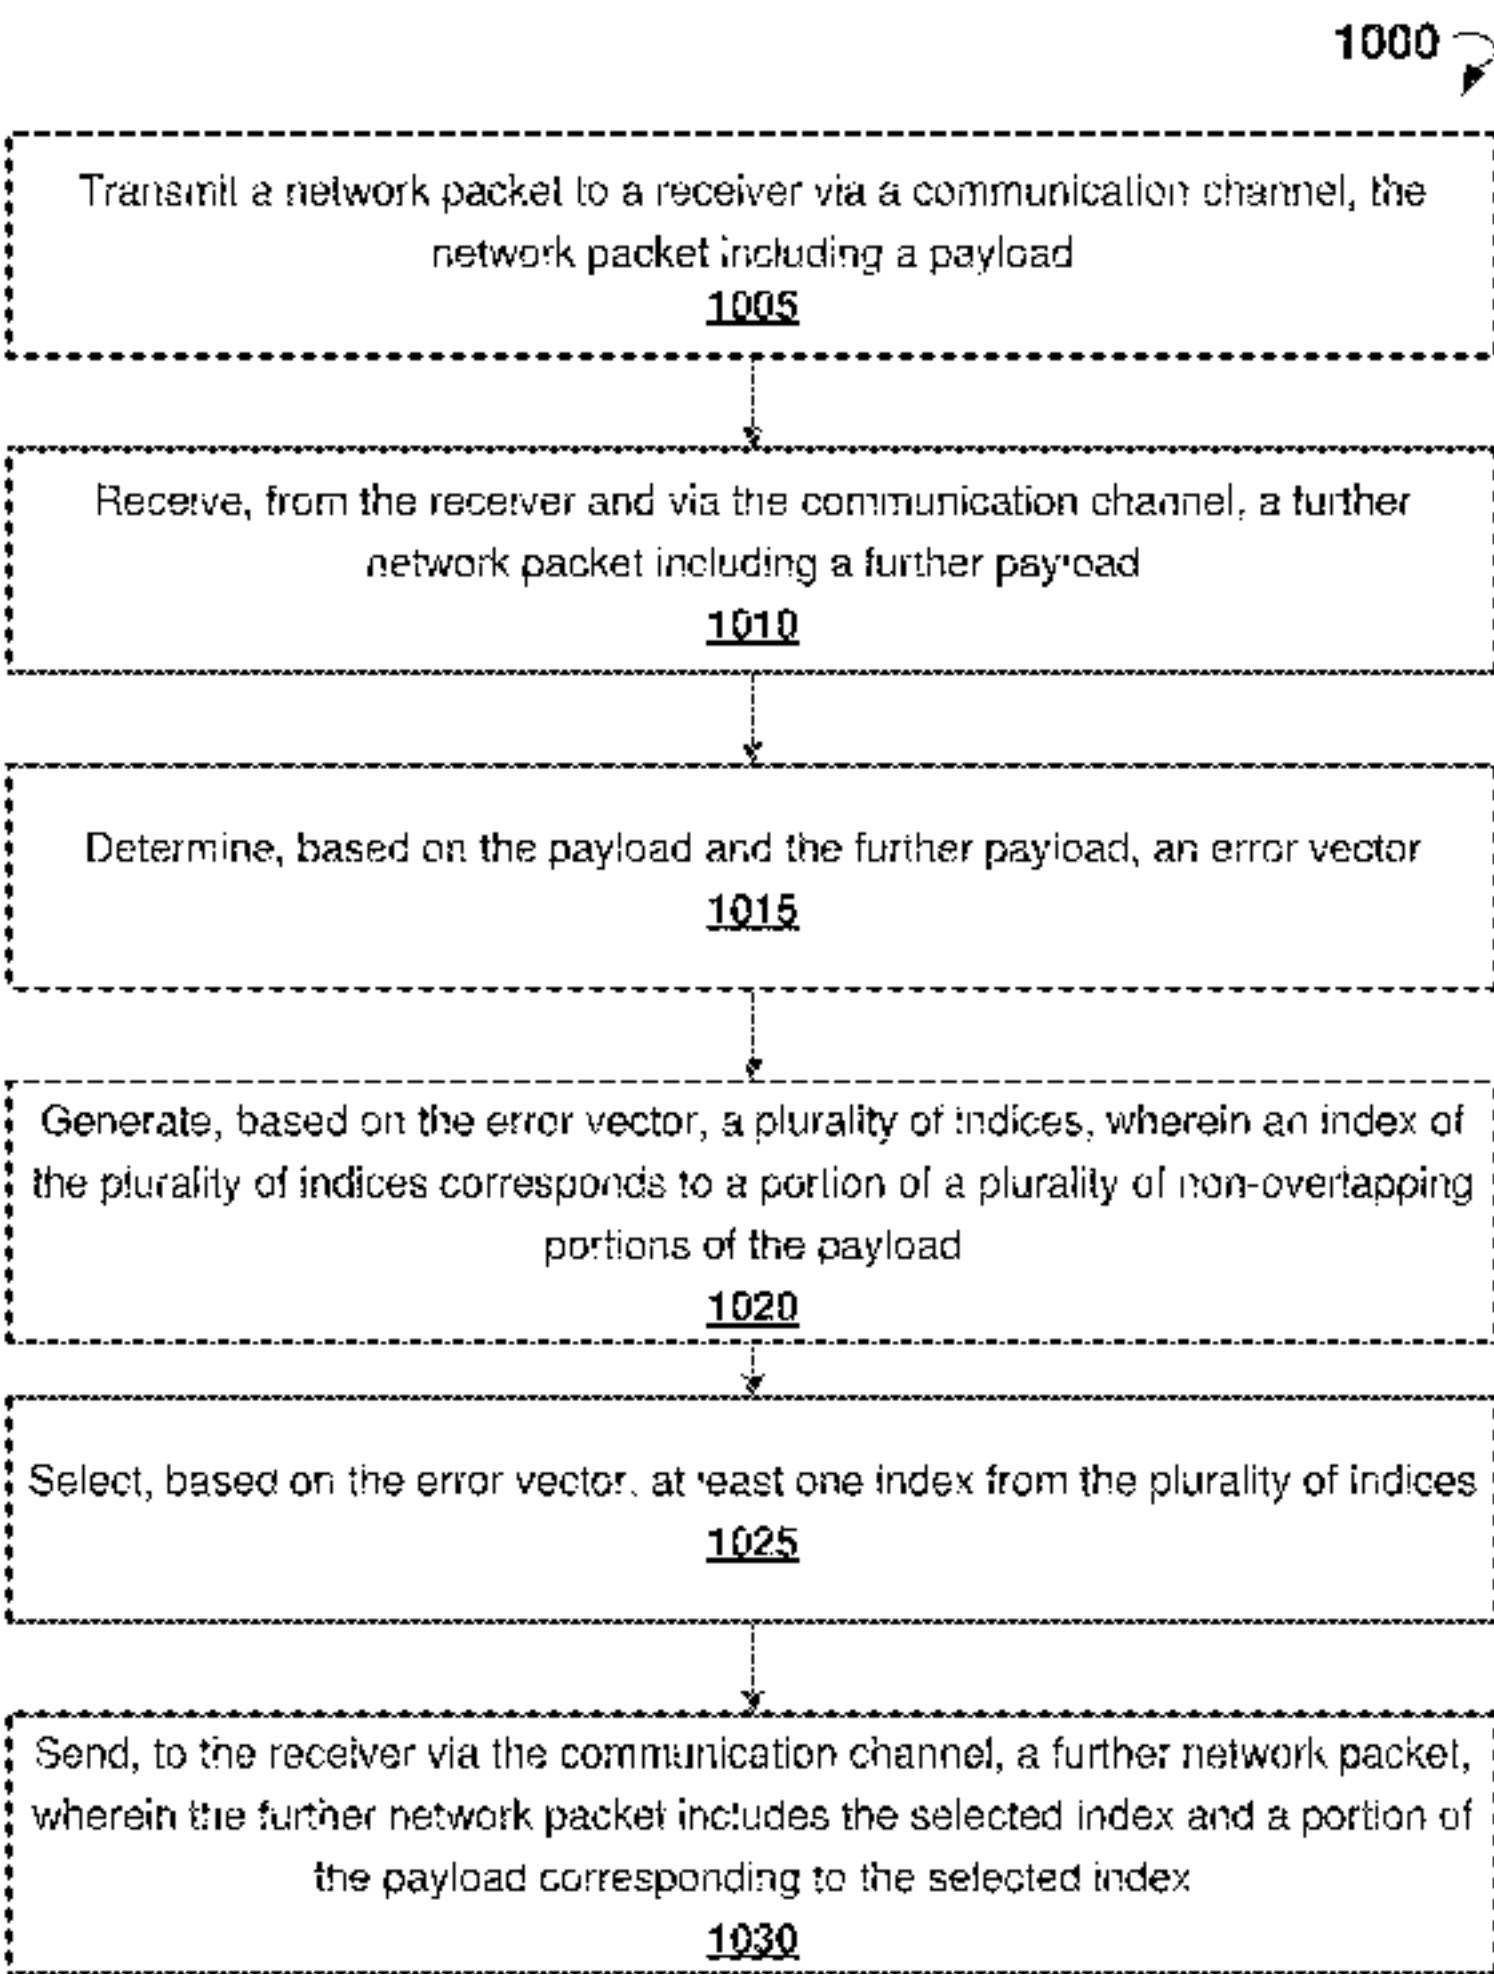 1000
Transmit a network packet to a receiver via a communication channel, the
network packet including a payload
1005
Receive, from the receiver and via the communication channel, a further
network packet including a further payload
1010
Determine, based on the payload and the further payload, an error vector
1015
Generate, based on the error vector, a plurality of indices, wherein an index of
the plurality of indices corresponds to a portion of a plurality of non-overlapping
portions of the payload
1020
Select, based on the error vector, at least one index from the plurality of indices
1025
Send, to the receiver via the communication channel, a further network packet,
wherein the further network packet includes the selected index and a portion of
the payload corresponding to the selected index
1030